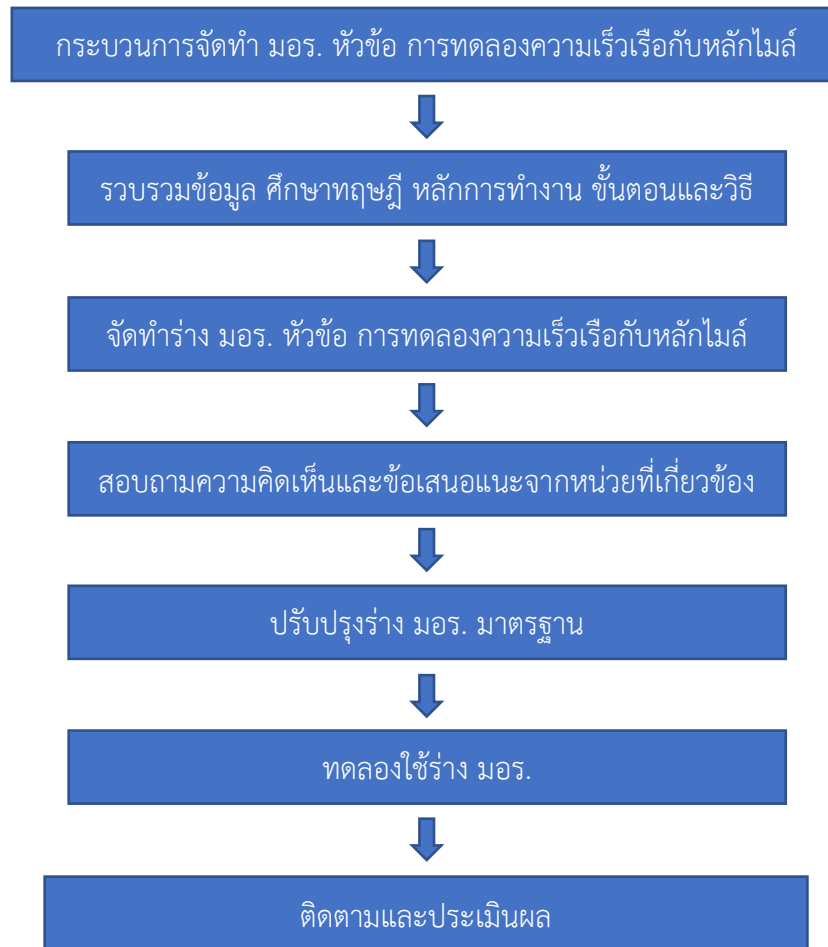 กระบวนการจัดทำ มอร. หัวข้อ การทดลองความเร็วเรือกับหลักไมล์
รวบรวมข้อมูล ศึกษาทฤษฎี หลักการทำงาน ขั้นตอนและวิธี
จัดทำร่าง มอร. หัวข้อ การทดลองความเร็วเรือกับหลักไมล์
สอบถามความคิดเห็นและข้อเสนอแนะจากหน่วยที่เกี่ยวข้อง
ปรับปรุงร่าง มอร. มาตรฐาน
ทดลองใช้ร่าง มอร.
ติดตามและประเมินผล